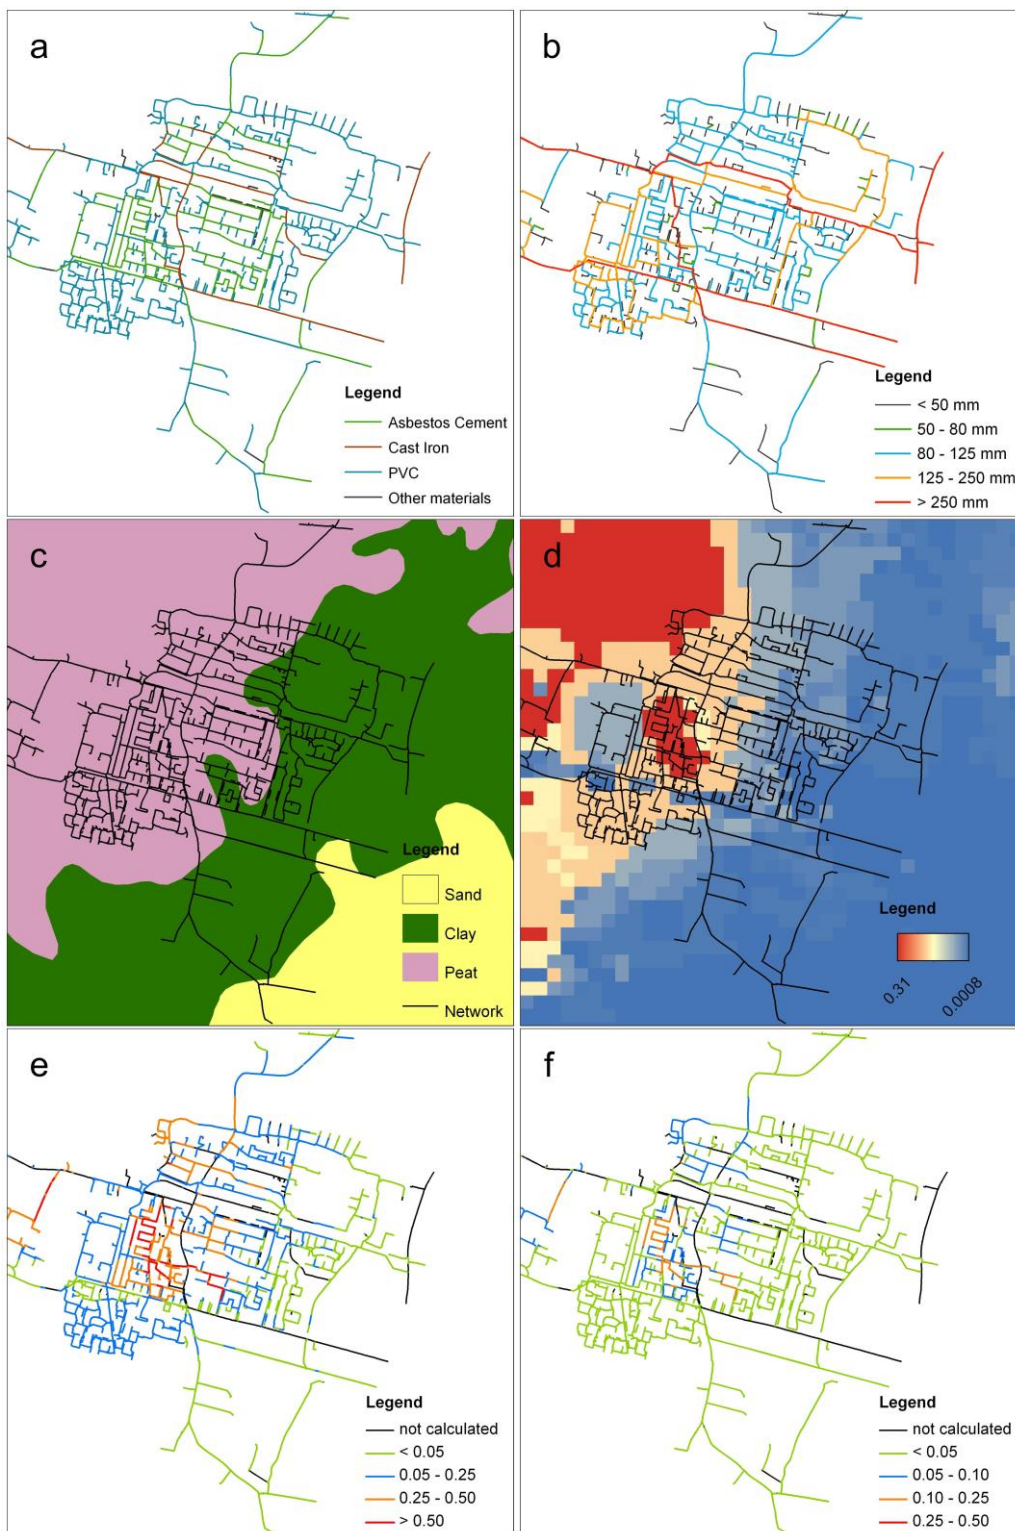 a
Legend
Asbestos Cement
Cast Iron
PVC
Other materials
b
Legend
< 50 mm
50 - 80 mm
80 - 125 mm
125 - 250 mm
> 250 mm
c
Legend
Sand
Clay
Peat
Network
d
Legend
0.31
0.0008
e
Legend
not calculated
< 0.05
0.05 - 0.25
0.25 - 0.50
> 0.50
f
Legend
not calculated
< 0.05
0.05 - 0.10
0.10 - 0.25
0.25 - 0.50